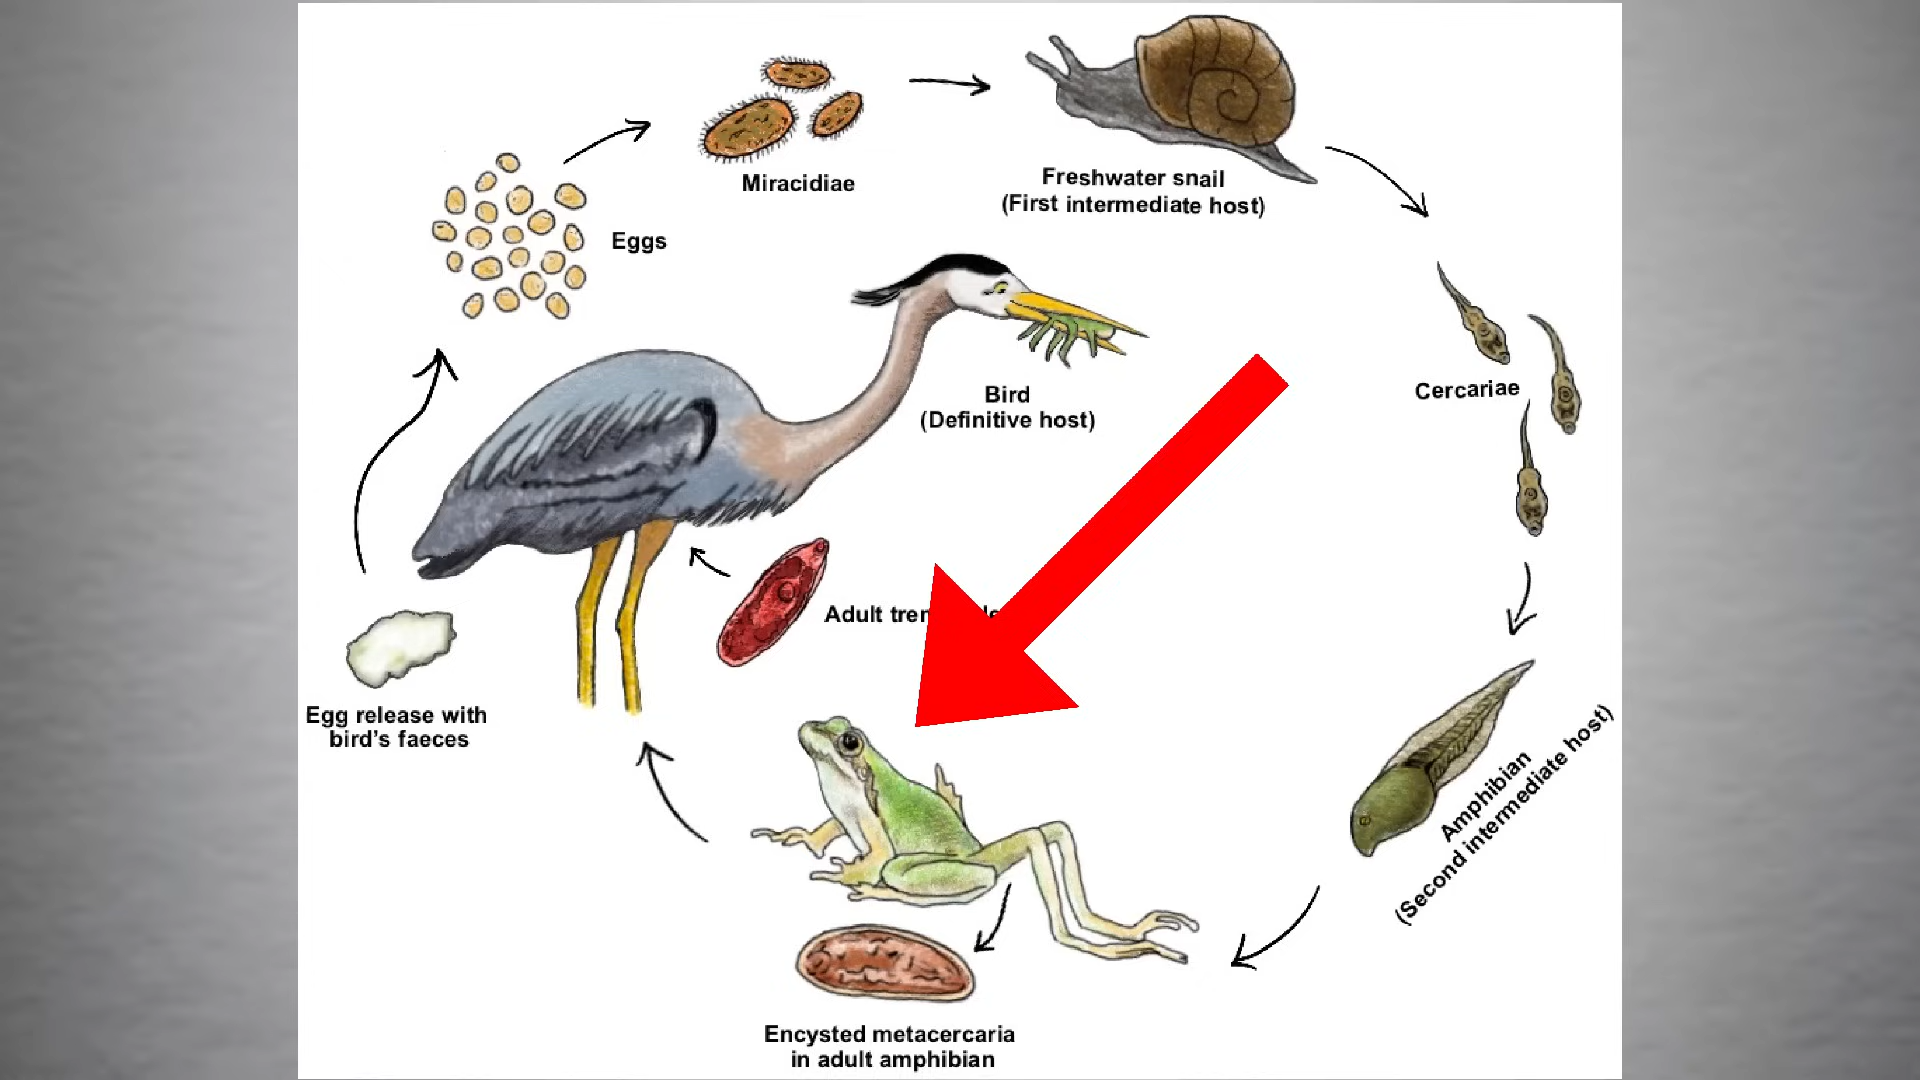 Miracidiae
Freshwater snail
(First intermediate host)
Eggs
Bird
(Definitive host)
Cercariae
Adult
Egg release with
bird's faeces
Amphibian
(Second intermediate host)
Encysted metacercaria
in adult amphibian